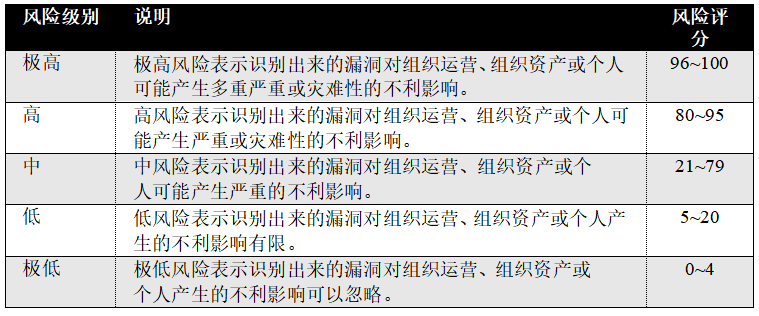 风险级别 说明 风险评
分
极高 极高风险表示识别出来的漏洞对组织运营、组织资产或个人 96~100
可能产生多重严重或灾难性的不利影响。
高 高风险表示识别出来的漏洞对组织运营、组织资产或个人可 80~95
能产生严重或灾难性的不利影响。
中 中风险表示识别出来的漏洞对组织运营、组织资产或个 21~79
人可能产生严重的不利影响。
低 低风险表示识别出来的漏洞对组织运营、组织资产或个人产 5~20
生的不利影响有限。
极低 极低风险表示识别出来的漏洞对组织运营、组织资产或 0~4
个人产生的不利影响可以忽略。